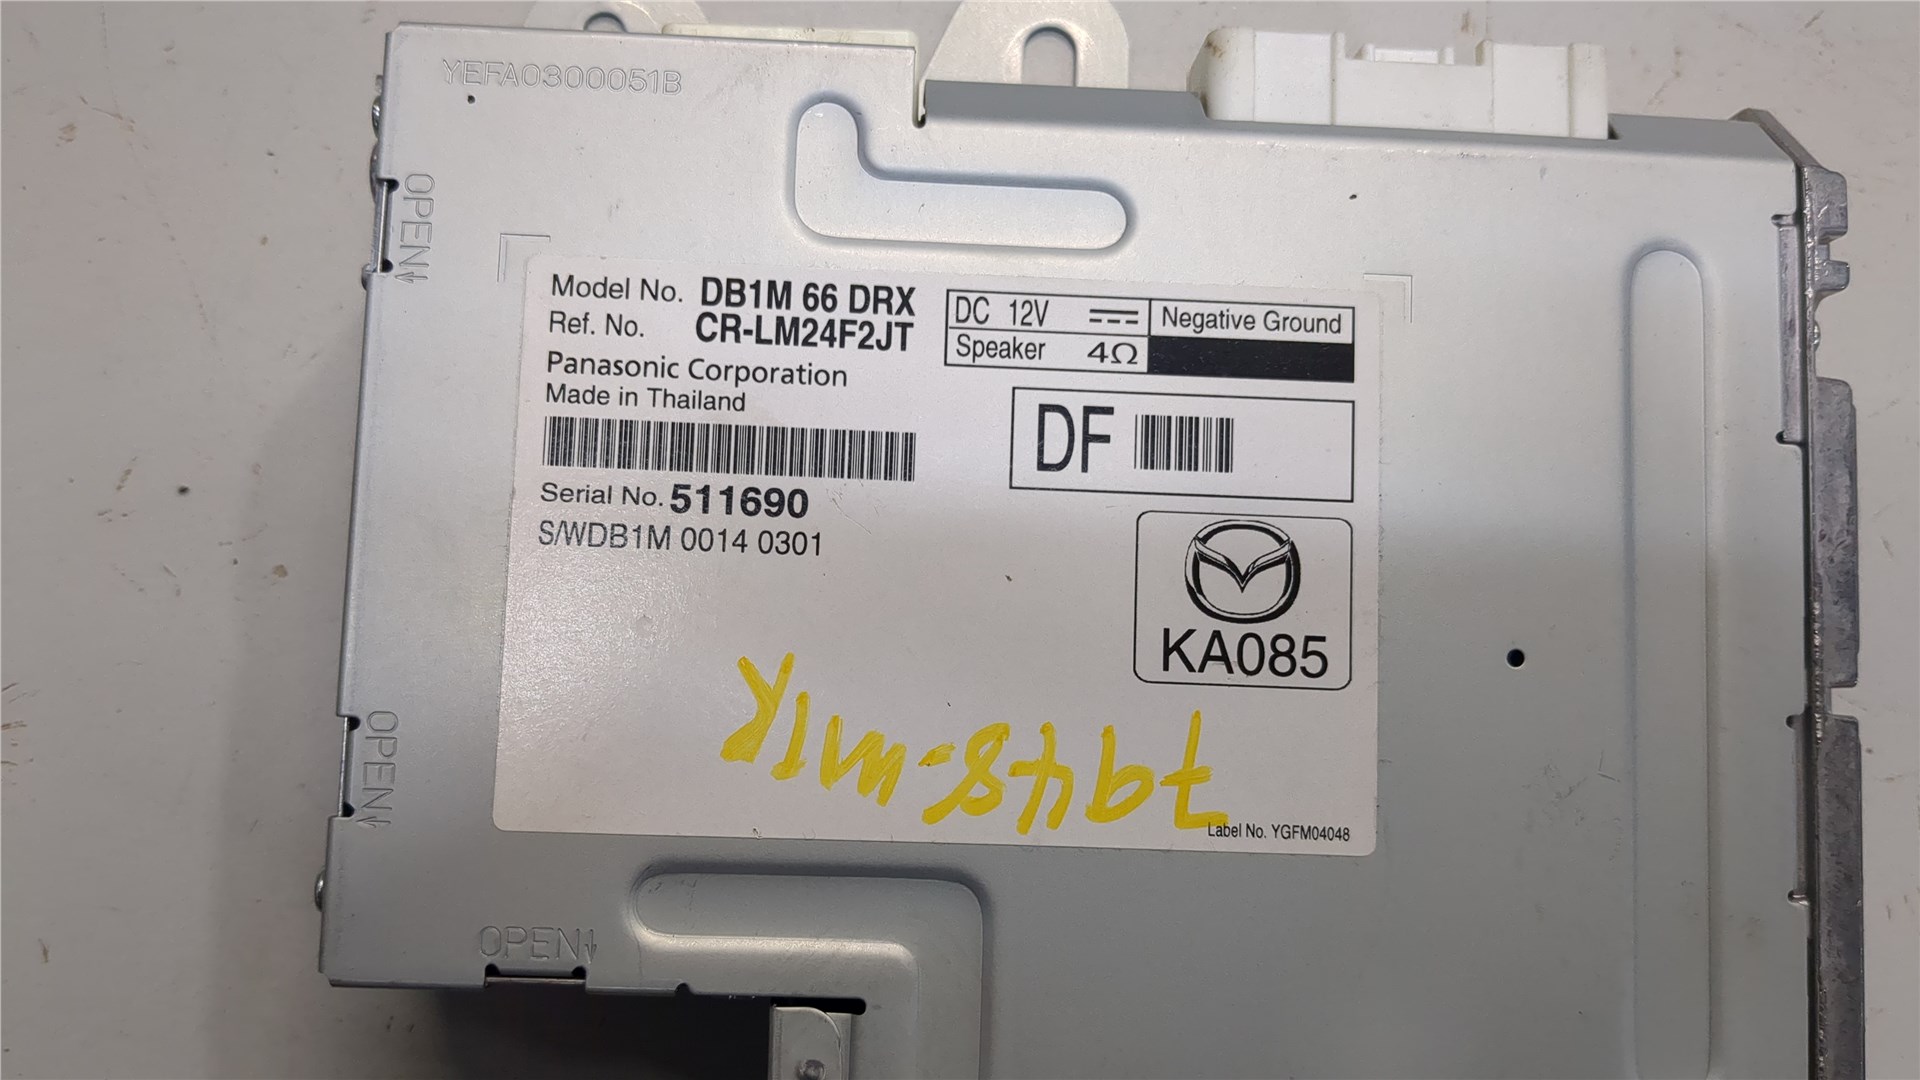 YEFA0300051B
OPEN↓
Model No. DB1M 66 DRX
Ref. No. CR-LM24F2JT
Panasonic Corporation
Made in Thailand
Serial No. 511690
S/WDB1M 0014 0301
DC 12V
Negative Ground
Speaker 4Ω
DF
KA085
Label No. YGFM04048
OPEN↓
OPEN↓